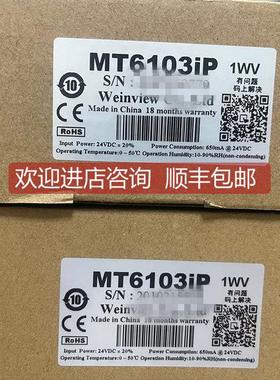 MT6103iP 1WV
S/N :
有问题
码上解决
Weinview
Made in China 18 months warranty
10
RoHS
Input Power: 24VDC ± 20% Power Consumption: 650mA @ 24VDC
Operating Temperature:0~50℃ Operation Humidity:10-90%RH(non-condensing)
欢迎进店咨询 顺丰包邮
MT6103iP 1WV
S/N :
有问题
码上解决
Made in China 18 months warranty
10
RoHS
Input Power: 24VDC ± 20% Power Consumption: 650mA @ 24VDC
Operating Temperature:0~50℃ Operation Humidity:10-90%RH(non-condensing)